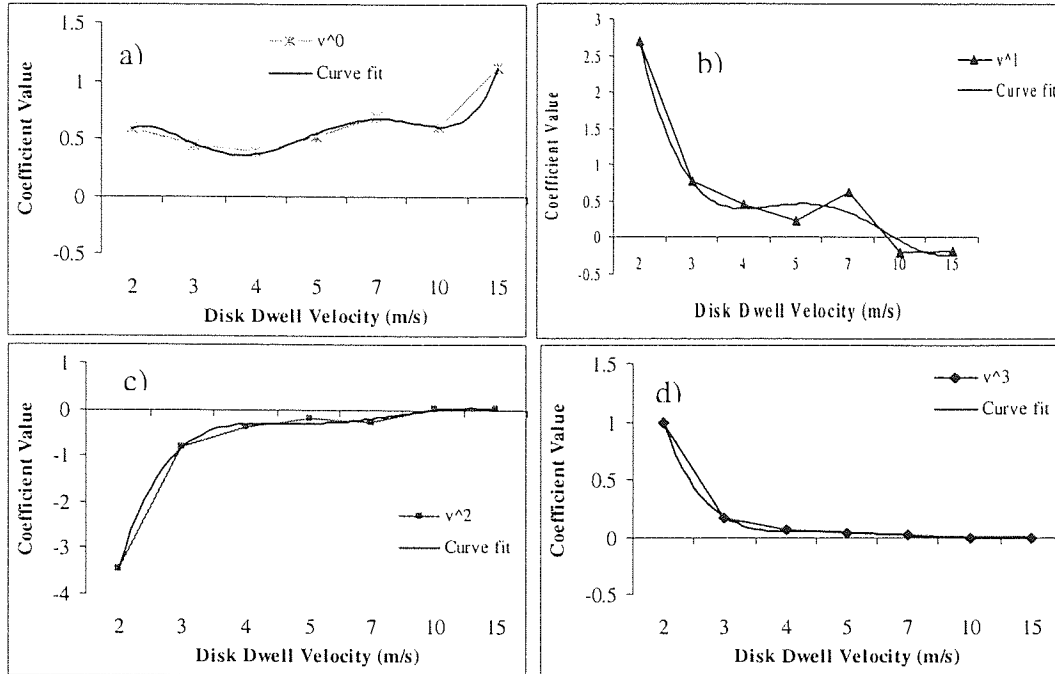 a)
v^0
Curve fit
Coefficient Value
1.5
1
0.5
0
-0.5
2 3 4 5 7 10 15
Disk Dwell Velocity (m/s)
b)
v^1
Curve fit
Coefficient Value
3
2.5
2
1.5
1
0.5
0
-0.5
2 3 4 5 7 10 15
Disk Dwell Velocity (m/s)
c)
v^2
Curve fit
Coefficient Value
1
0
-1
-2
-3
-4
2 3 4 5 7 10 15
Disk Dwell Velocity (m/s)
d)
v^3
Curve fit
Coefficient Value
1.5
1
0.5
0
-0.5
2 3 4 5 7 10 15
Disk Dwell Velocity (m/s)